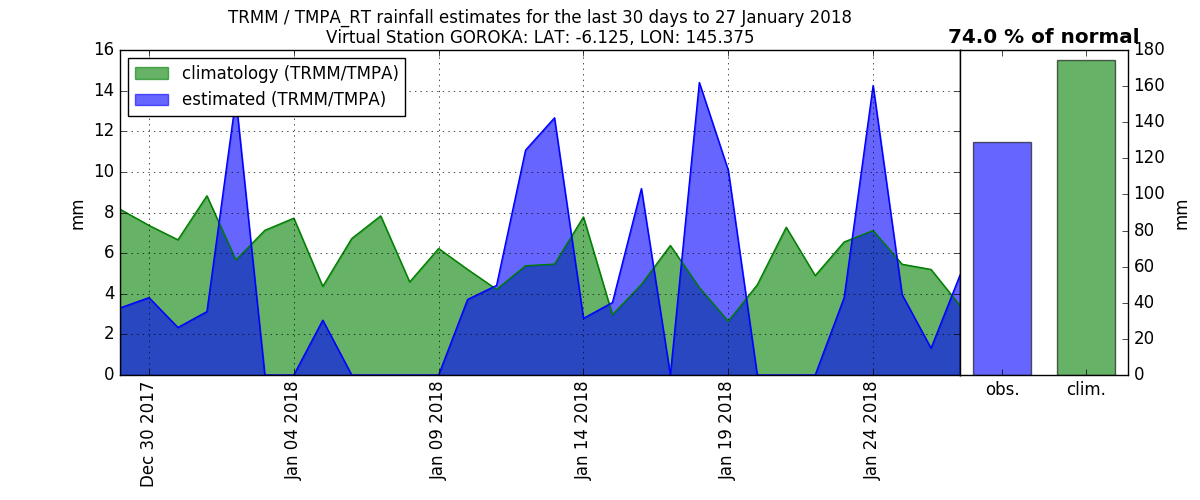 TRMM / TMPA_RT rainfall estimates for the last 30 days to 27 January 2018
Virtual Station GOROKA: LAT: -6.125, LON: 145.375
74.0 % of normal
climatology (TRMM/TMPA)
estimated (TRMM/TMPA)
mm
16
14
12
10
8
6
4
2
0
Dec 30 2017
Jan 04 2018
Jan 09 2018
Jan 14 2018
Jan 19 2018
Jan 24 2018
obs.
clim.
180
160
140
120
100
80
60
40
20
0
mm